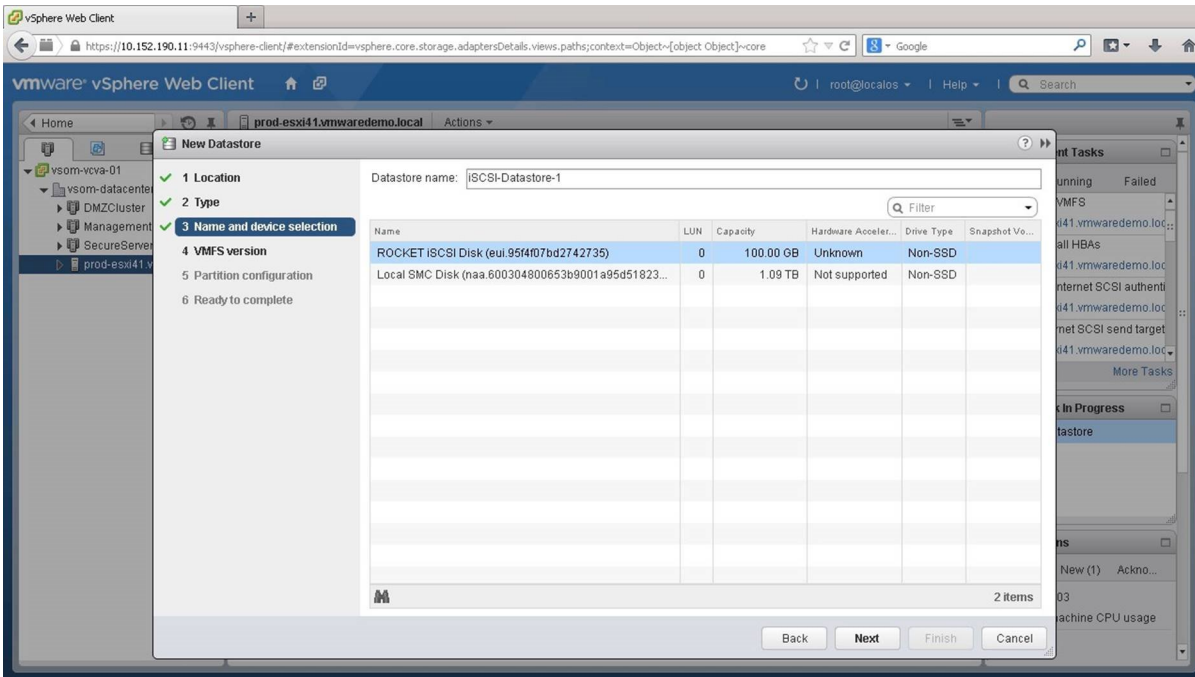 vSphere Web Client
https://10.152.190.11:9443/vsphere-client/#extensionId=vsphere.core.storage.adaptersDetails.views.paths;context=Object~[object Object]~core
8 Google
vmware® vSphere Web Client
root@localos Help Search
Home
prod-esxi41.vmwaredemo.local Actions
vsom-vcva-01
vsom-datacenter
DMZCluster
Management
SecureServer
prod-esxi41.v
New Datastore ?
1 Location
2 Type
3 Name and device selection
4 VMFS version
5 Partition configuration
6 Ready to complete
Datastore name: iSCSI-Datastore-1
Filter
Name LUN Capacity Hardware Acceler... Drive Type Snapshot Vo...
ROCKET iSCSI Disk (eui.95f4f07bd2742735) 0 100.00 GB Unknown Non-SSD
Local SMC Disk (naa.600304800653b9001a95d51823... 0 1.09 TB Not supported Non-SSD
2 items
Back Next Finish Cancel
nt Tasks
unning Failed
VMFS
xi41.vmwaredemo.loc
all HBAs
xi41.vmwaredemo.loc
nternet SCSI authenti
xi41.vmwaredemo.loc
rnet SCSI send target
xi41.vmwaredemo.loc
More Tasks
k In Progress
tastore
ns
New (1) Ackno...
03
achine CPU usage